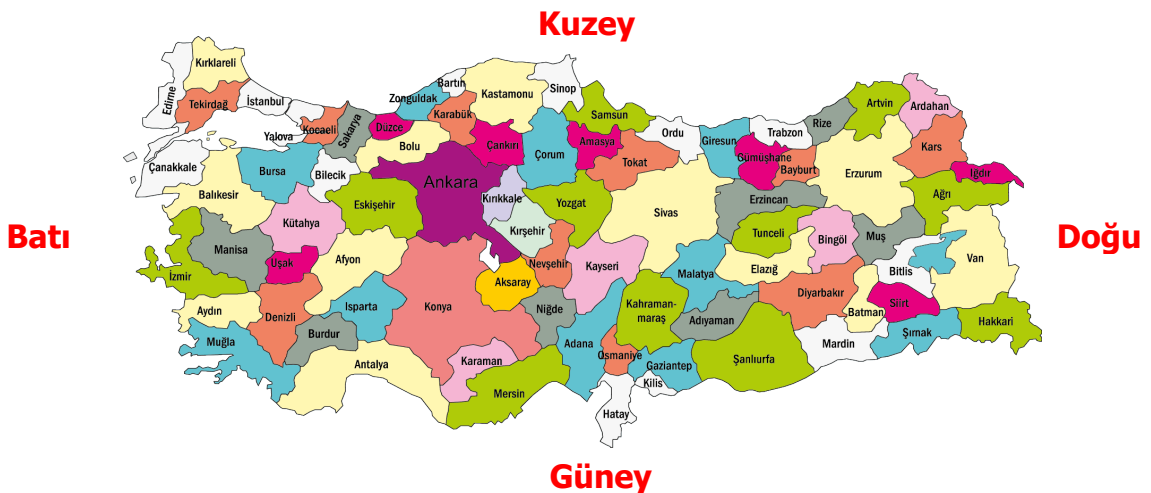 Kuzey
Kırklareli
Edirne
Tekirdağ
İstanbul
Bartın
Zonguldak
Karabük
Kastamonu
Sinop
Samsun
Artvin
Ardahan
Yalova
Kocaeli
Sakarya
Düzce
Bolu
Çankırı
Çorum
Amasya
Tokat
Ordu
Giresun
Trabzon
Rize
Gümüşhane
Bayburt
Erzurum
Kars
Iğdır
Çanakkale
Bursa
Bilecik
Ankara
Kırıkkale
Balıkesir
Eskişehir
Yozgat
Sivas
Erzincan
Ağrı
Kütahya
Kırşehir
Tunceli
Bingöl
Muş
Batı
Doğu
Manisa
Uşak
Afyon
Nevşehir
Kayseri
Malatya
Elazığ
Bitlis
Van
İzmir
Aksaray
Konya
Diyarbakır
Siirt
Aydın
Denizli
Isparta
Niğde
Kahraman-
maraş
Adıyaman
Batman
Hakkari
Muğla
Burdur
Adana
Mardin
Şırnak
Antalya
Karaman
Osmaniye
Gaziantep
Şanlıurfa
Mersin
Kilis
Hatay
Güney